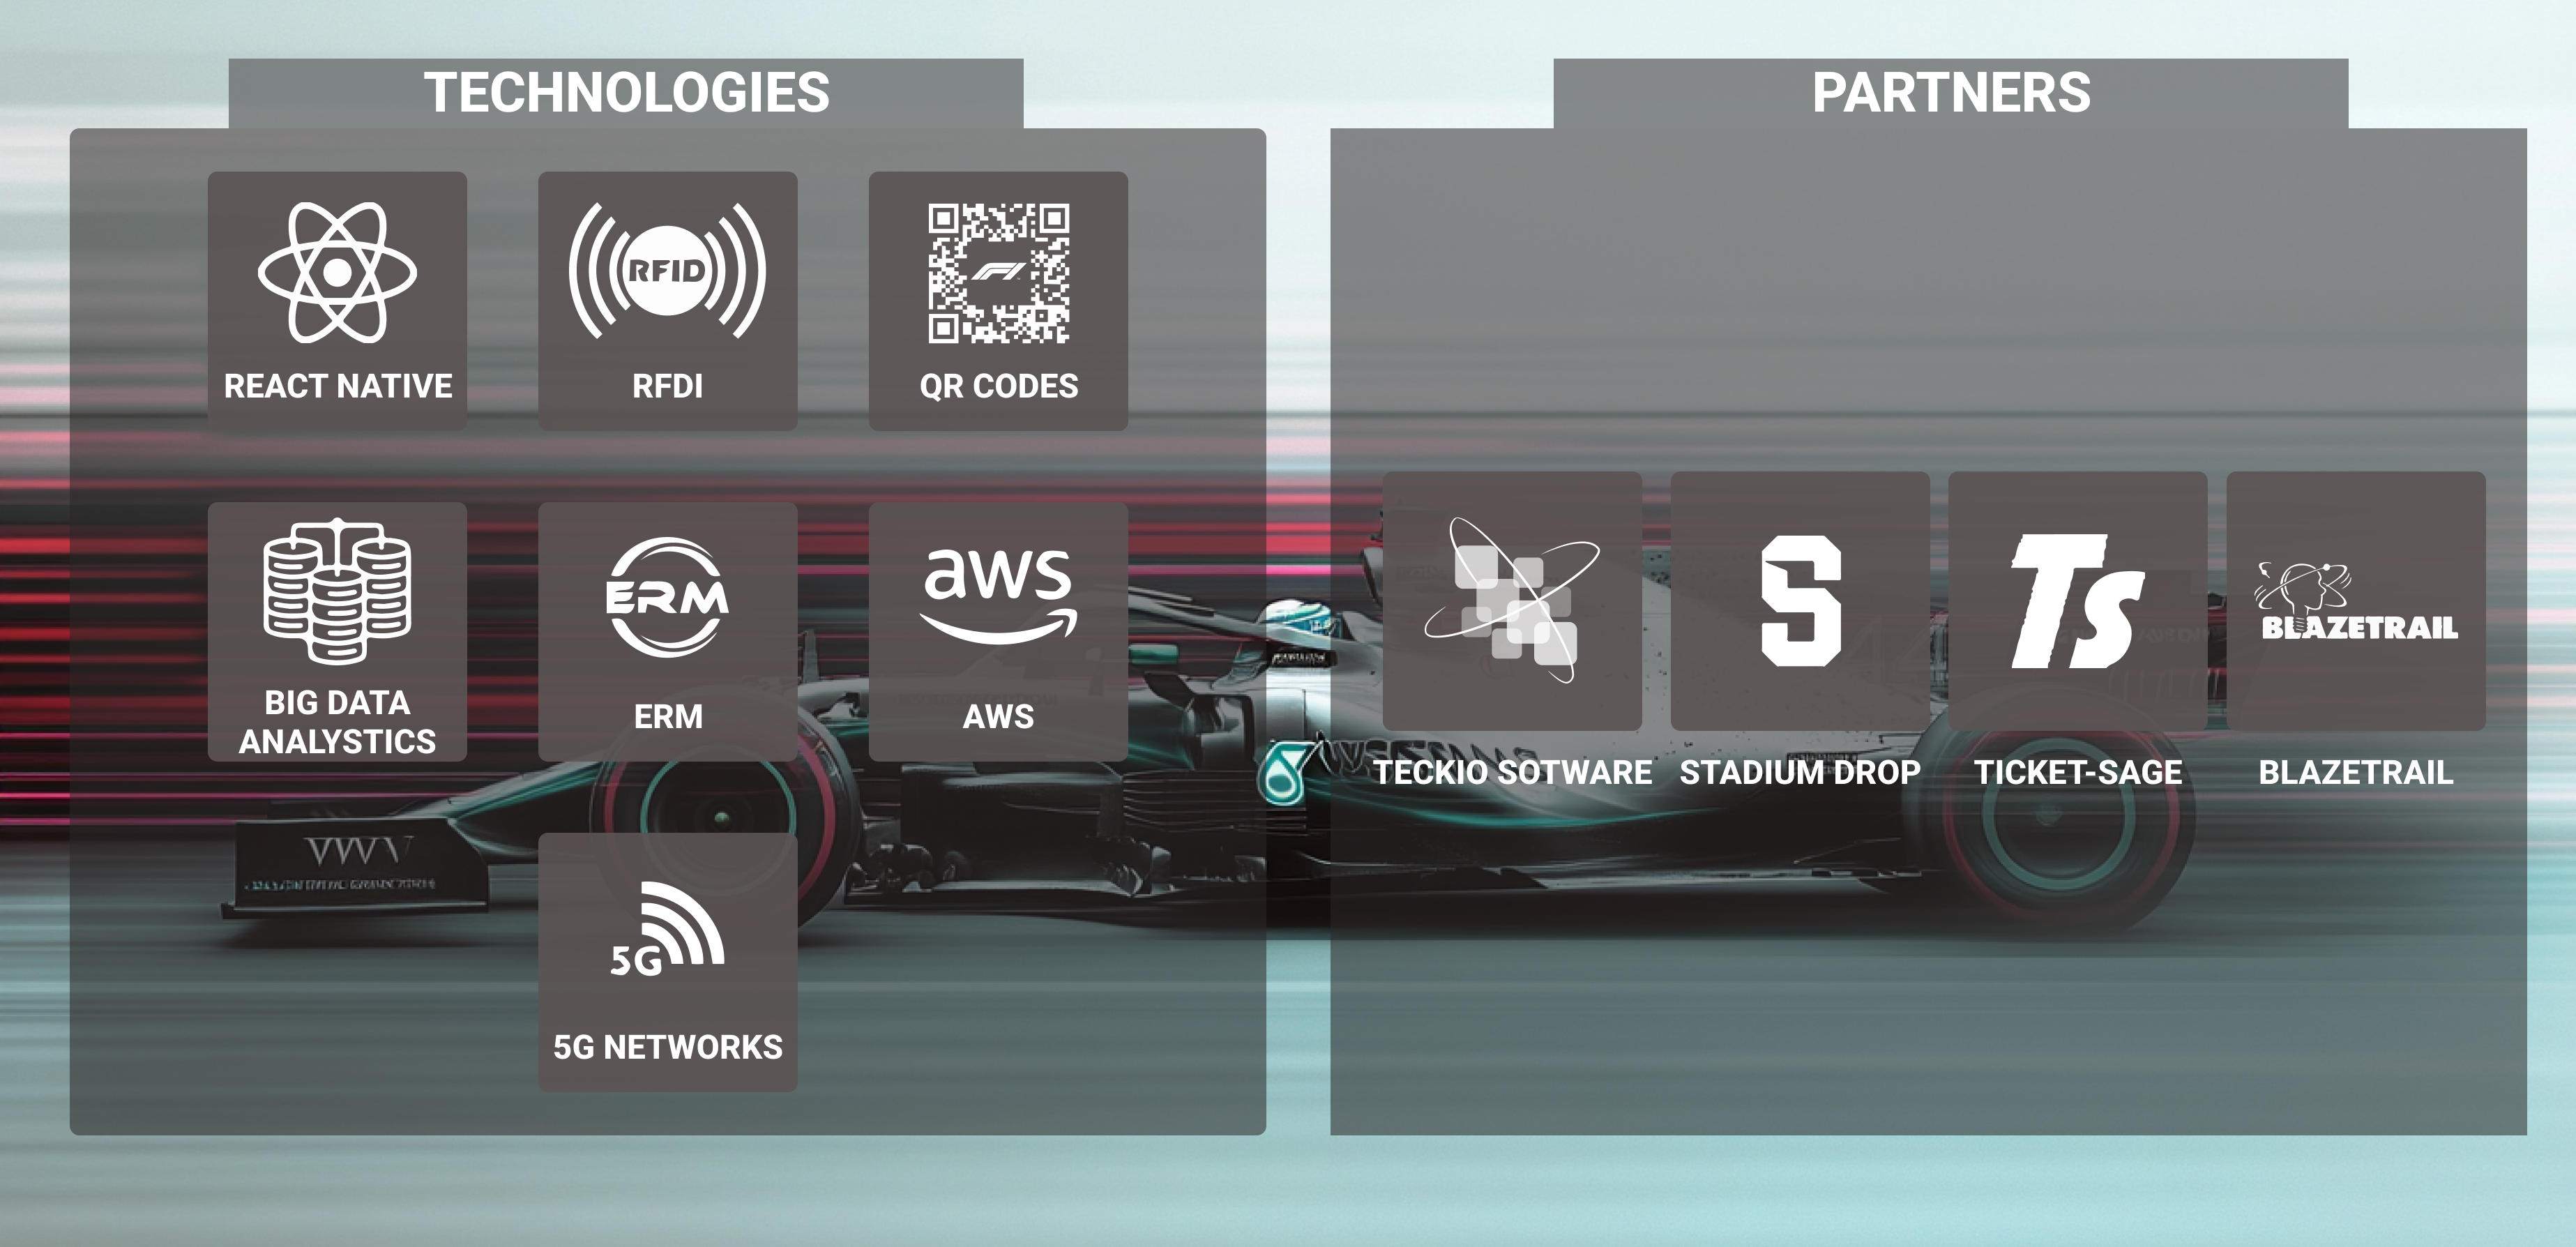 TECHNOLOGIES
PARTNERS
RFID
REACT NATIVE
RFDI
QR CODES
ERM
aws
BIG DATA
ANALYSTICS
ERM
AWS
5G
5G NETWORKS
S
Ts
BLAZETRAIL
TECKIO SOTWARE
STADIUM DROP
TICKET-SAGE
BLAZETRAIL